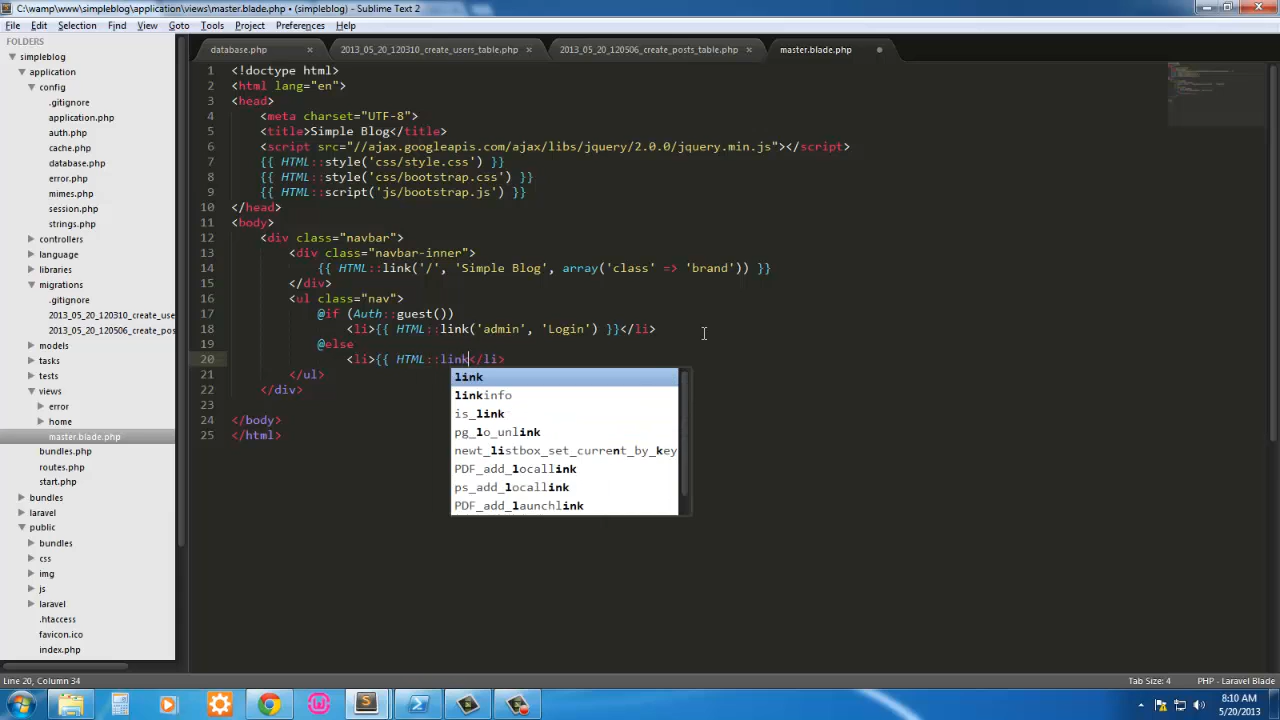 C:\wamp\www\simpleblog\application\views\master.blade.php • (simpleblog) - Sublime Text 2
File Edit Selection Find View Goto Tools Project Preferences Help
FOLDERS
simpleblog
application
config
.gitignore
application.php
auth.php
cache.php
database.php
error.php
mimes.php
session.php
strings.php
controllers
language
libraries
migrations
.gitignore
2013_05_20_120310_create_use
2013_05_20_120506_create_pos
models
tasks
tests
views
error
home
master.blade.php
bundles.php
routes.php
start.php
bundles
laravel
public
bundles
css
img
js
laravel
.htaccess
favicon.ico
index.php
database.php × 2013_05_20_120310_create_users_table.php × 2013_05_20_120506_create_posts_table.php × master.blade.php
1 <!doctype html>
2 <html lang="en">
3 <head>
4 <meta charset="UTF-8">
5 <title>Simple Blog</title>
6 <script src="//ajax.googleapis.com/ajax/libs/jquery/2.0.0/jquery.min.js"></script>
7 {{ HTML::style('css/style.css') }}
8 {{ HTML::style('css/bootstrap.css') }}
9 {{ HTML::script('js/bootstrap.js') }}
10 </head>
11 <body>
12 <div class="navbar">
13 <div class="navbar-inner">
14 {{ HTML::link('/', 'Simple Blog', array('class' => 'brand')) }}
15 </div>
16 <ul class="nav">
17 @if (Auth::guest())
18 <li>{{ HTML::link('admin', 'Login') }}</li>
19 @else
20 <li>{{ HTML::link</li>
21 </ul>
22 </div>
23
24 </body>
25 </html>
link
linkinfo
is_link
pg_lo_unlink
newt_listbox_set_current_by_key
PDF_add_locallink
ps_add_locallink
PDF_add_launchlink
Line 20, Column 34 Tab Size: 4 PHP - Laravel Blade
8:10 AM
5/20/2013